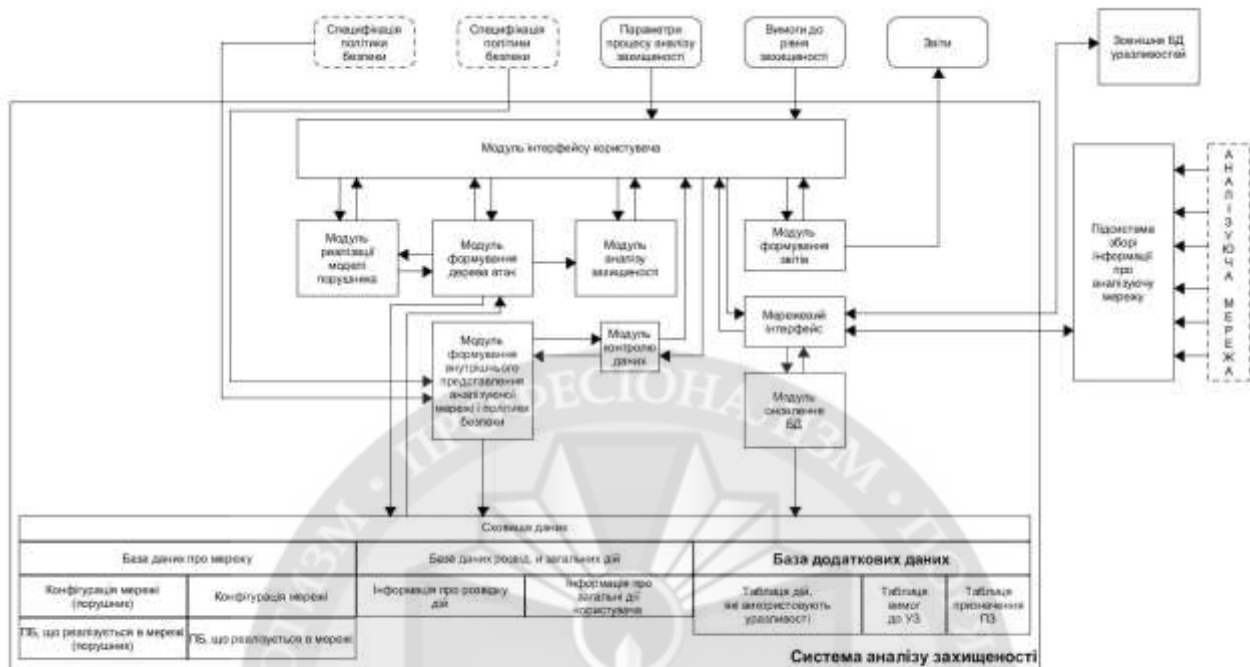 Специфікація
політики
безпеки
Специфікація
політики
безпеки
Параметри
процесу аналізу
захищеності
Вимоги до
рівня
захищеності
Звіти
Зовнішня БД
уразливостей
Модуль інтерфейсу користувача
Модуль
реалізації
моделі
порушника
Модуль
формування
дерева атак
Модуль
аналізу
захищеності
Модуль
формування
звітів
Підсистема
зборі
інформації
про
аналізуючу
мережу
АНАЛІЗУЮЧА МЕРЕЖА
Мережевий
інтерфейс
Модуль
формування
внутрішнього
представлення
аналізуючої
мережі і політики
безпеки
Модуль
контролю
даних
Модуль
оновлення
БД
ПРОФЕСІОНАЛІЗМ
Сховище даних
База даних про мережу
База даних розвід. и загальних дій
База додаткових даних
Конфігурація мережі
(порушник)
Конфігурація мережі
Інформація про розвідку
дій
Інформація про
загальні дії
користувача
Таблиця дій,
які використовують
уразливості
Таблиця
вимог
до УЗ
Таблиця
призначення
ПЗ
ПБ, що реалізується в мережі
(порушник)
ПБ, що реалізується в мережі
Система аналізу захищеності